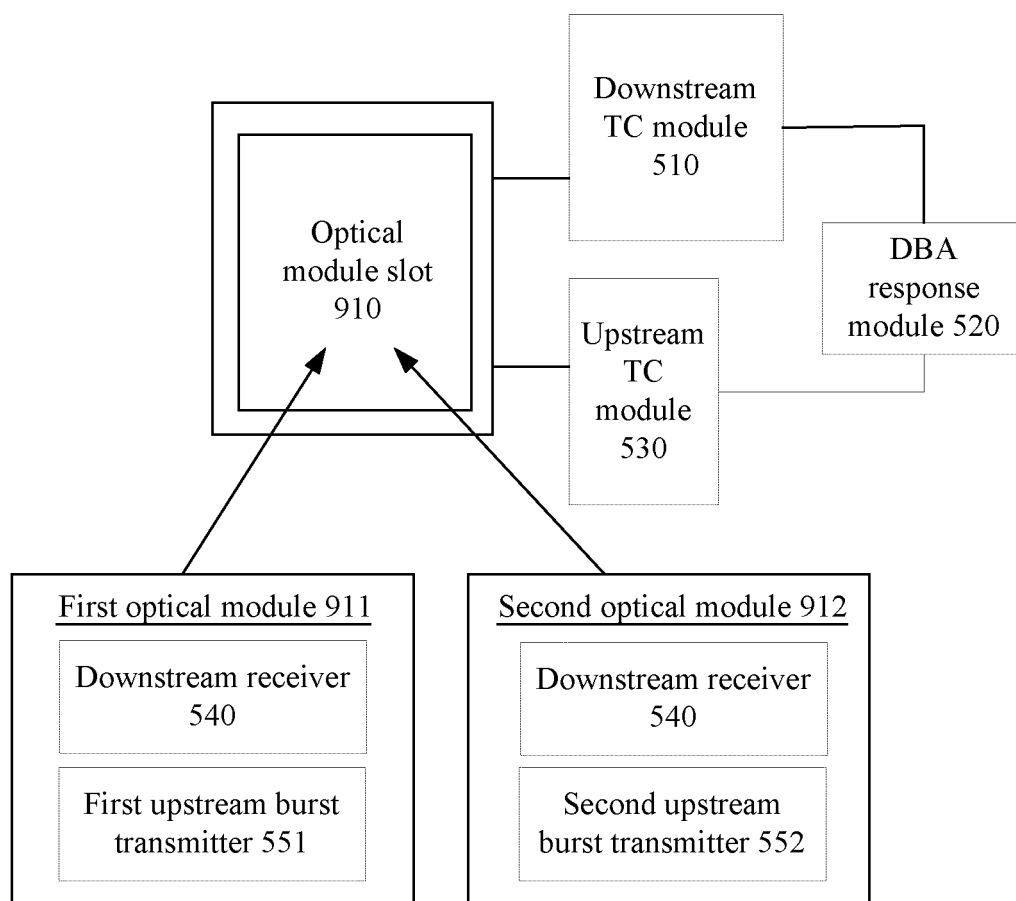 Downstream
TC module
510
Optical
module slot
910
DBA
response
module 520
Upstream
TC
module
530
First optical module 911
Downstream receiver
540
First upstream burst
transmitter 551
Second optical module 912
Downstream receiver
540
Second upstream
burst transmitter 552